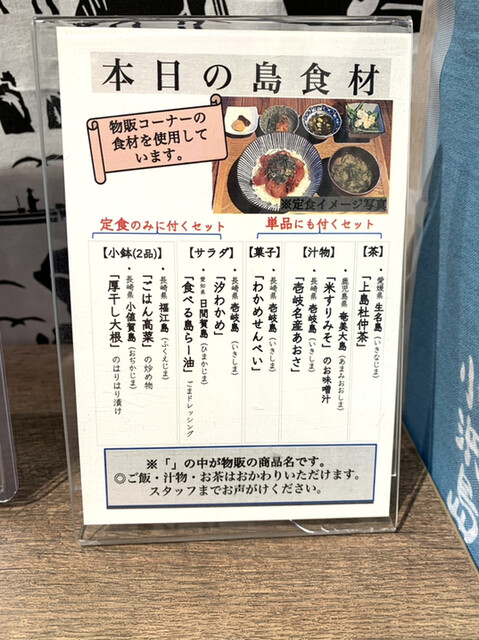 本日の島食材
物販コーナーの
食材を使用して
います。
※定食イメージ写真
定食のみに付くセット
単品にも付くセット
【茶】
・愛媛県 生名島(いきなじま)
「上島杜仲茶」
【汁物】
・鹿児島県 奄美大島(あまみおおしま)
「米すりみそ」のお味噌汁
・長崎県 壱岐島(いきしま)
「壱岐名産あおさ」
【菓子】
・長崎県 壱岐島(いきしま)
「わかめせんべい」
【サラダ】
・長崎県 壱岐島(いきしま)
「汐わかめ」
・愛知県 日間賀島(ひまかじま)
「食べる島らー油」ごまドレッシング
【小鉢(2品)】
・長崎県 福江島(ふくえじま)
「ごはん高菜」の炒め物
・長崎県 小値賀島(おぢかじま)
「厚干し大根」のはりはり漬け
※「」の中が物販の商品名です。
◎ご飯・汁物・お茶はおかわりいただけます。
スタッフまでお声がけください。